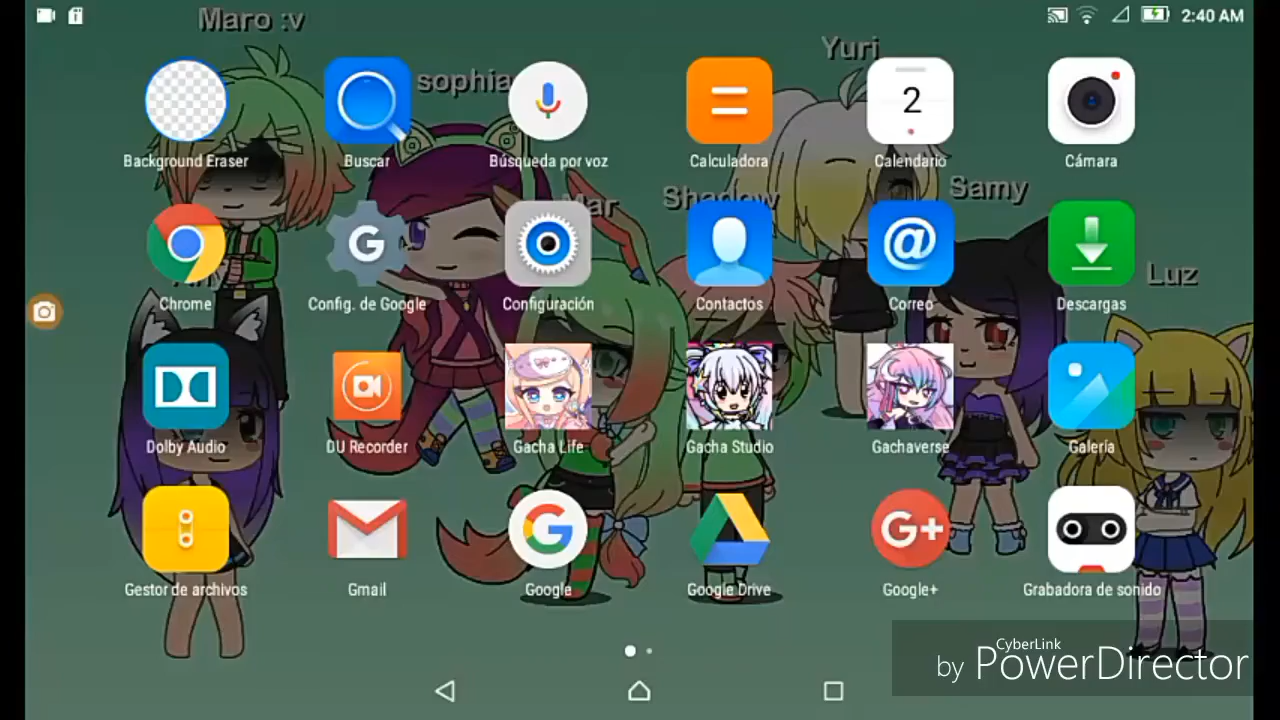 Maro :v
2:40 AM
Yuri
sophia
2
Background Eraser
Buscar
Búsqueda por voz
Calculadora
Calendario
Cámara
Mar
Shadow
Samy
G
@
Luz
Chrome
Config. de Google
Configuración
Contactos
Correo
Descargas
Dolby Audio
DU Recorder
Gacha Life
Gacha Studio
Gachaverse
Galería
G
G+
Gestor de archivos
Gmail
Google
Google Drive
Google+
Grabadora de sonido
CyberLink
by PowerDirector